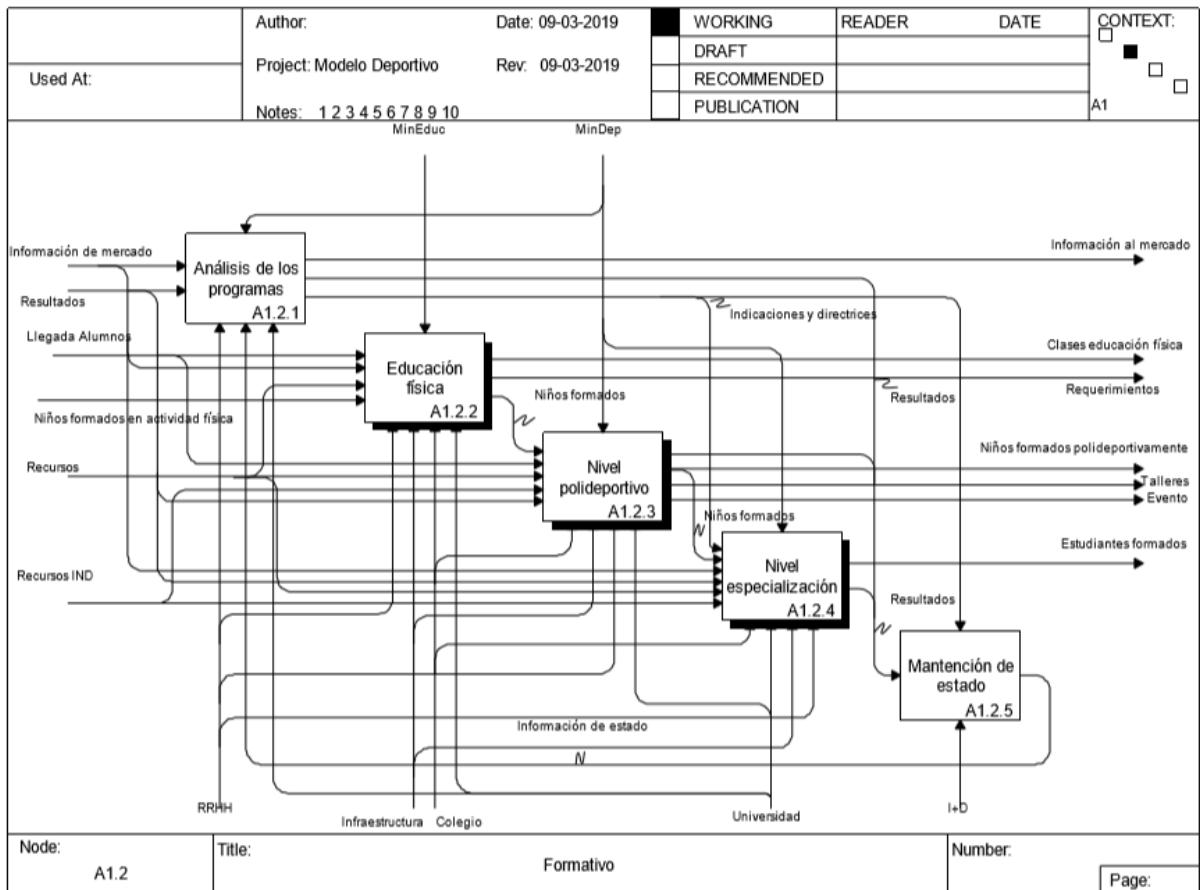 Used At:
Author:
Date: 09-03-2019
Project: Modelo Deportivo
Rev: 09-03-2019
Notes: 1 2 3 4 5 6 7 8 9 10
WORKING
DRAFT
RECOMMENDED
PUBLICATION
READER
DATE
CONTEXT:
A1
MinEduc
MinDep
Información de mercado
Análisis de los
programas
A1.2.1
Información al mercado
Resultados
Indicaciones y directrices
Llegada Alumnos
Educación
física
A1.2.2
Clases educación física
Niños formados
Resultados
Requerimientos
Niños formados en actividad física
Recursos
Nivel
polideportivo
A1.2.3
Niños formados polideportivamente
Talleres
Evento
Niños formados
Recursos IND
Nivel
especialización
A1.2.4
Estudiantes formados
Resultados
Mantención de
estado
A1.2.5
Información de estado
RRHH
Infraestructura
Colegio
Universidad
I+D
Node:
A1.2
Title:
Formativo
Number:
Page: